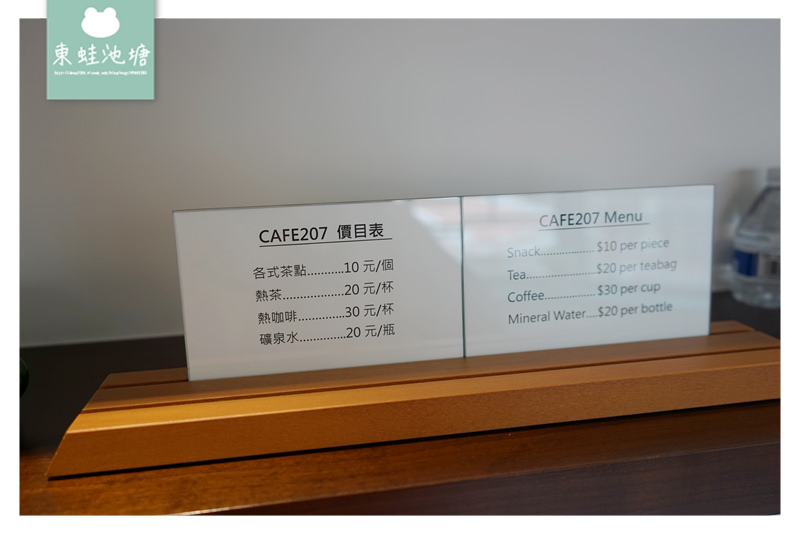 東蛙池塘
CAFE207 價目表
各式茶點...........10 元/個
熱茶...................20 元/杯
熱咖啡..............30 元/杯
礦泉水..............20 元/瓶
CAFE207 Menu
Snack.................. $10 per piece
Tea.......................$20 per teabag
Coffee.................$30 per cup
Mineral Water....$20 per bottle